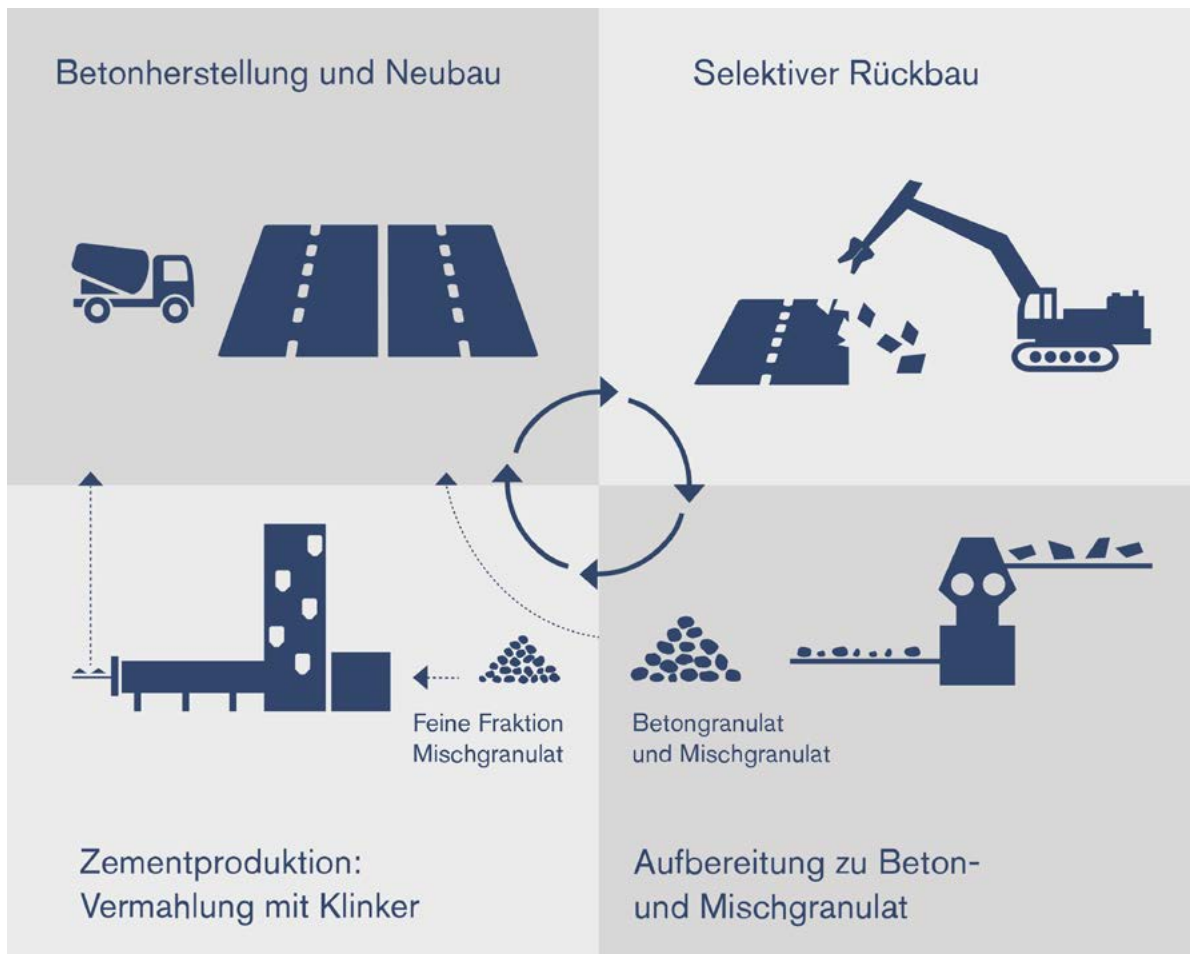 Betonherstellung und Neubau
Selektiver Rückbau
Feine Fraktion
Mischgranulat
Betongranulat
und Mischgranulat
Zementproduktion:
Vermahlung mit Klinker
Aufbereitung zu Beton-
und Mischgranulat